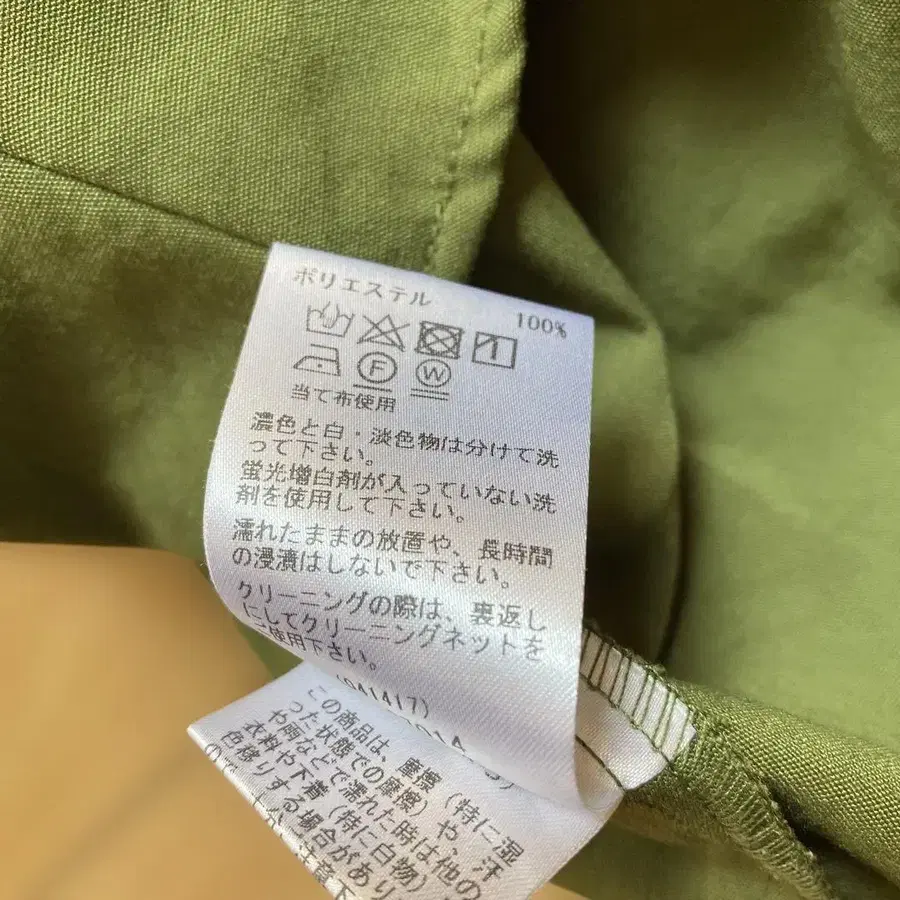 ポリエステル 100%
F W
当て布使用
濃色と白・淡色物は分けて洗
って下さい。
蛍光増白剤が入っていない洗
剤を使用して下さい。
濡れたままの放置や、長時間
の浸漬はしないで下さい。
クリーニングの際は、裏返し
にしてクリーニングネットを
ご使用下さい。
(041417)
この商品は、摩擦(特に湿
った状態での摩擦)や、汗
や雨などで濡れた時は他の
衣料や下着(特に白物)
色移りする場合があり